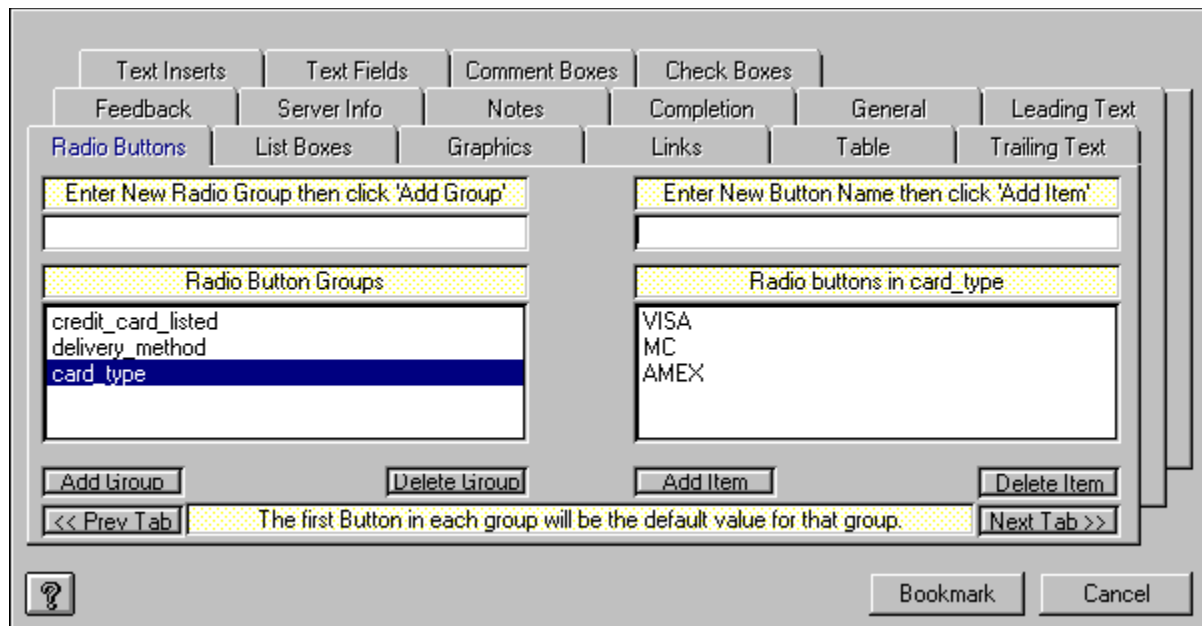 Text Inserts Text Fields Comment Boxes Check Boxes
Feedback Server Info Notes Completion General Leading Text
Radio Buttons List Boxes Graphics Links Table Trailing Text
Enter New Radio Group then click 'Add Group' Enter New Button Name then click 'Add Item'
Radio Button Groups Radio buttons in card_type
credit_card_listed VISA
delivery_method MC
card_type AMEX
Add Group Delete Group Add Item Delete Item
<< Prev Tab The first Button in each group will be the default value for that group. Next Tab >>
? Bookmark Cancel